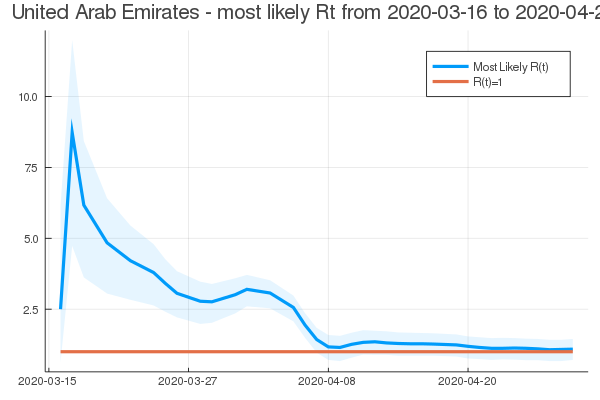 United Arab Emirates - most likely Rt from 2020-03-16 to 2020-04-2
Most Likely R(t)
R(t)=1
10.0
7.5
5.0
2.5
2020-03-15 2020-03-27 2020-04-08 2020-04-20